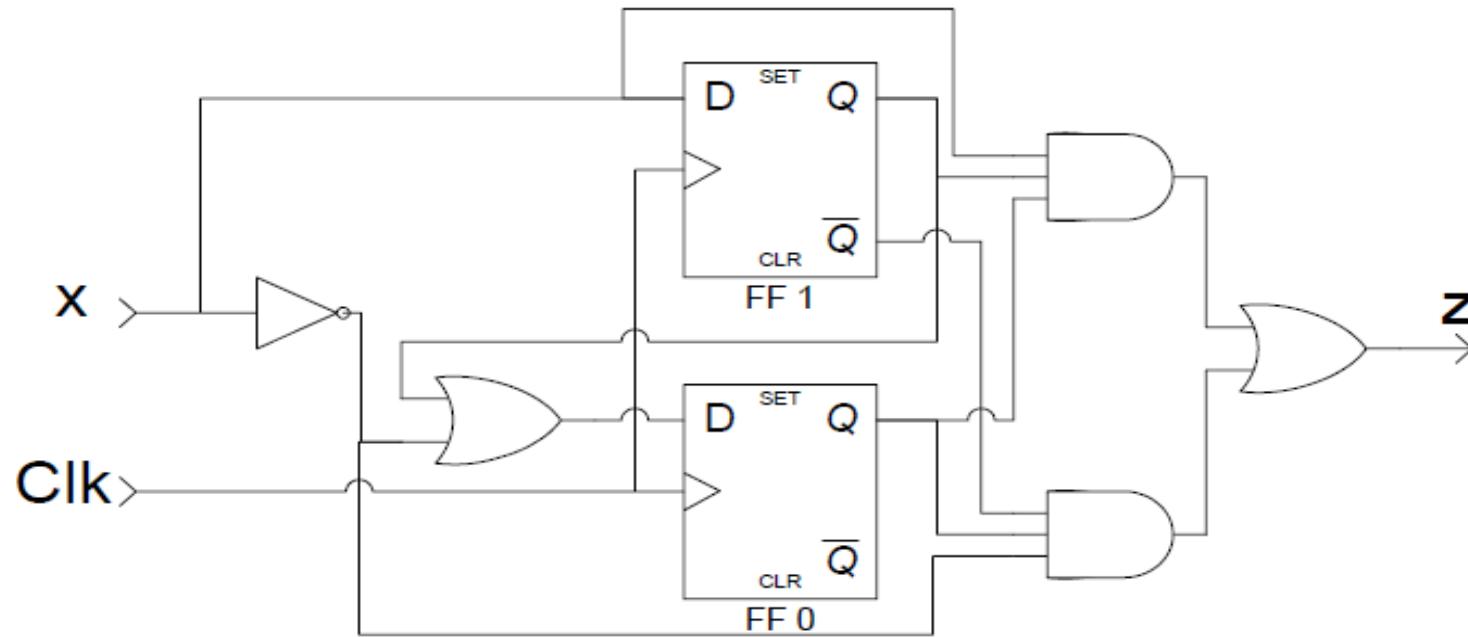 SET
D Q
Q̅
CLR
FF 1
x
z
SET
D Q
Clk
Q̅
CLR
FF 0